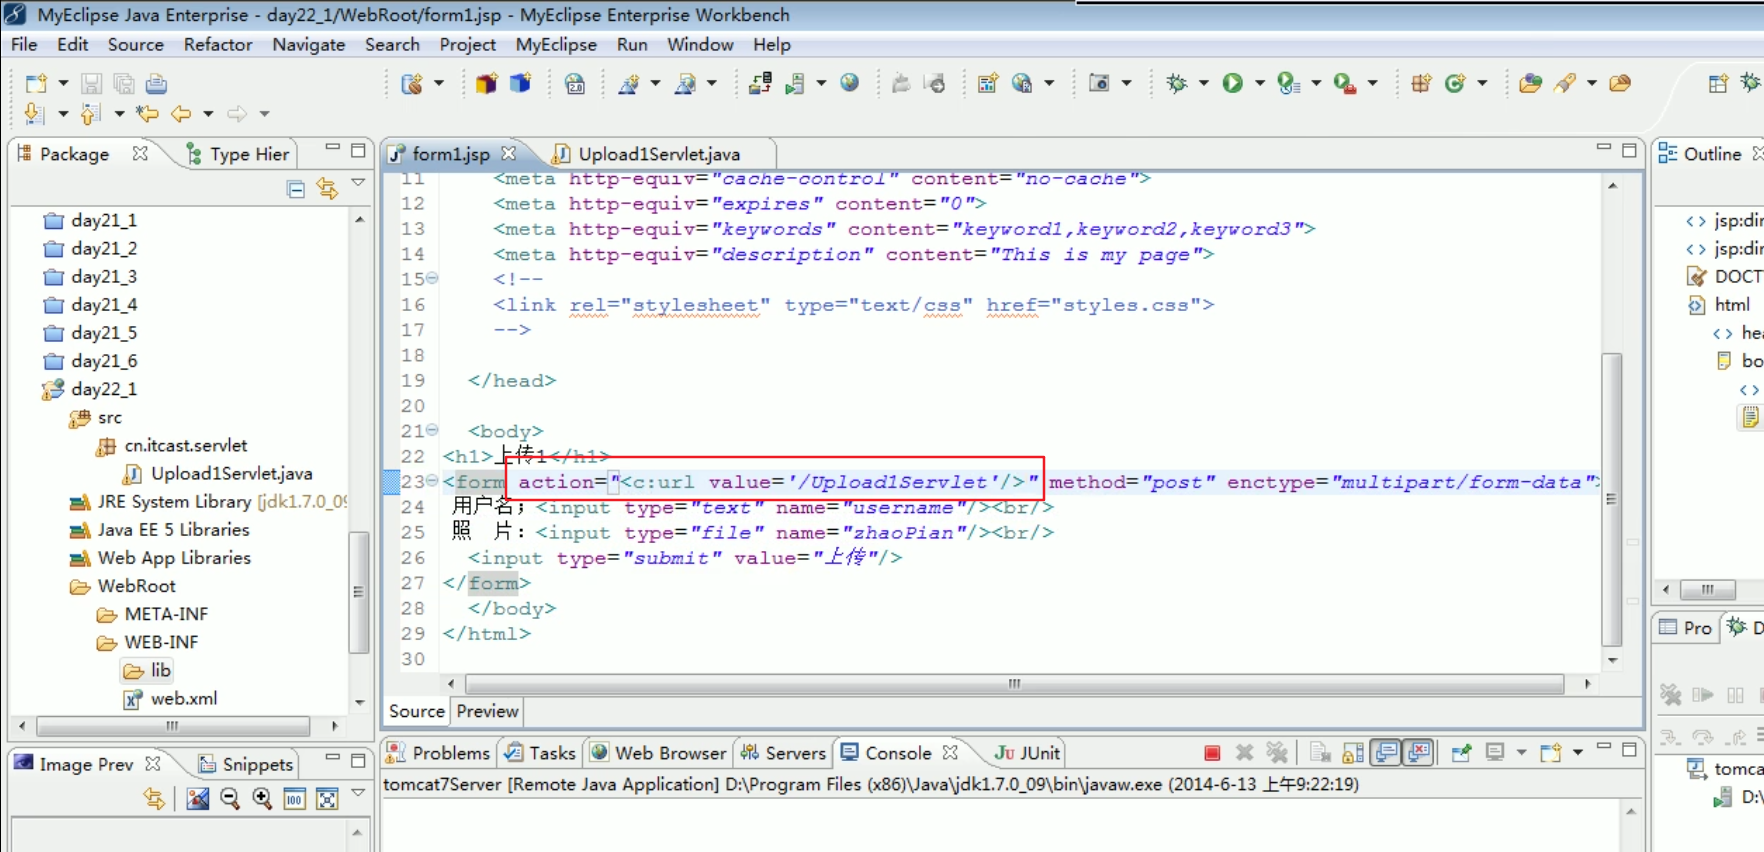 MyEclipse Java Enterprise - day22_1/WebRoot/form1.jsp - MyEclipse Enterprise Workbench
File Edit Source Refactor Navigate Search Project MyEclipse Run Window Help
Package
Type Hier
form1.jsp
Upload1Servlet.java
Outline
day21_1
day21_2
day21_3
day21_4
day21_5
day21_6
day22_1
src
cn.itcast.servlet
Upload1Servlet.java
JRE System Library [jdk1.7.0_09
Java EE 5 Libraries
Web App Libraries
WebRoot
META-INF
WEB-INF
lib
web.xml
11 <meta http-equiv="cache-control" content="no-cache">
12 <meta http-equiv="expires" content="0">
13 <meta http-equiv="keywords" content="keyword1,keyword2,keyword3">
14 <meta http-equiv="description" content="This is my page">
15 <!--
16 <link rel="stylesheet" type="text/css" href="styles.css">
17 -->
18
19 </head>
20
21 <body>
22 <h1>上传1</h1>
23 <form action="<c:url value='/Upload1Servlet'/>" method="post" enctype="multipart/form-data">
24 用户名；<input type="text" name="username"/><br/>
25 照 片：<input type="file" name="zhaoPian"/><br/>
26 <input type="submit" value="上传"/>
27 </form>
28 </body>
29 </html>
30
Source Preview
jsp:dir
jsp:dir
DOCT
html
hea
bo
<>
Pro
D
Image Prev
Snippets
Problems Tasks Web Browser Servers Console JUnit
tomcat7Server [Remote Java Application] D:\Program Files (x86)\Java\jdk1.7.0_09\bin\javaw.exe (2014-6-13 上午9:22:19)
tomca
D:\